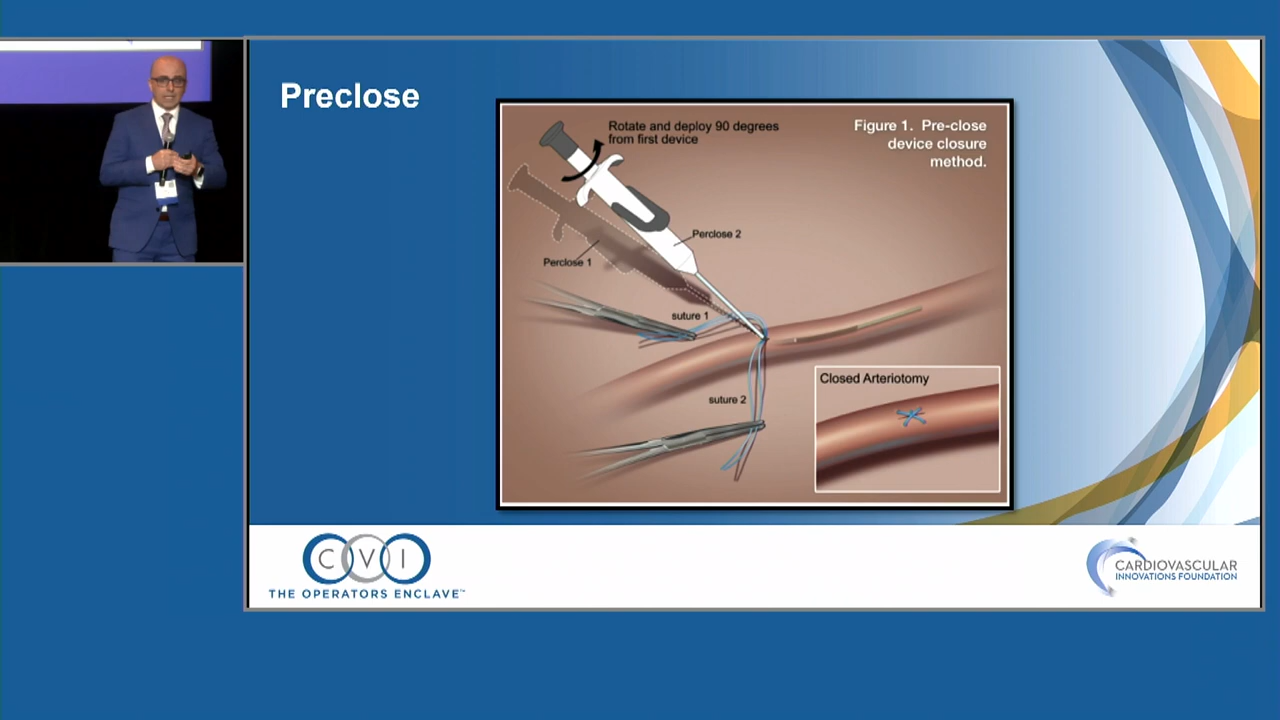 Preclose
Rotate and deploy 90 degrees
from first device
Figure 1. Pre-close
device closure
method.
Perclose 2
Perclose 1
suture 1
suture 2
Closed Arteriotomy
CVI
THE OPERATORS ENCLAVE™
CARDIOVASCULAR
INNOVATIONS FOUNDATION